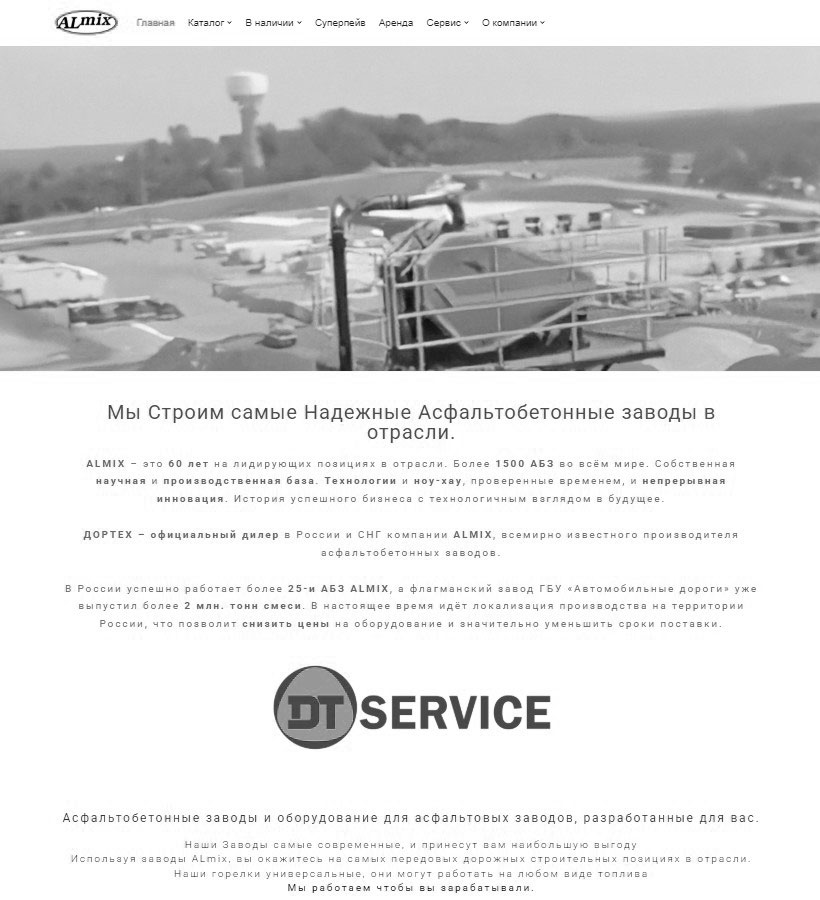 ALmix
Главная Каталог В наличии Суперпейв Аренда Сервис О компании
Мы Строим самые Надежные Асфальтобетонные заводы в
отрасли.
ALMIX – это 60 лет на лидирующих позициях в отрасли. Более 1500 АБЗ во всём мире. Собственная
научная и производственная база. Технологии и ноу-хау, проверенные временем, и непрерывная
инновация. История успешного бизнеса с технологичным взглядом в будущее.
ДОРТЕХ – официальный дилер в России и СНГ компании ALMIX, всемирно известного производителя
асфальтобетонных заводов.
В России успешно работает более 25-и АБЗ ALMIX, а флагманский завод ГБУ «Автомобильные дороги» уже
выпустил более 2 млн. тонн смеси. В настоящее время идёт локализация производства на территории
России, что позволит снизить цены на оборудование и значительно уменьшить сроки поставки.
DT SERVICE
Асфальтобетонные заводы и оборудование для асфальтовых заводов, разработанные для вас.
Наши Заводы самые современные, и принесут вам наибольшую выгоду
Используя заводы ALmix, вы окажитесь на самых передовых дорожных строительных позициях в отрасли.
Наши горелки универсальные, они могут работать на любом виде топлива
Мы работаем чтобы вы зарабатывали.